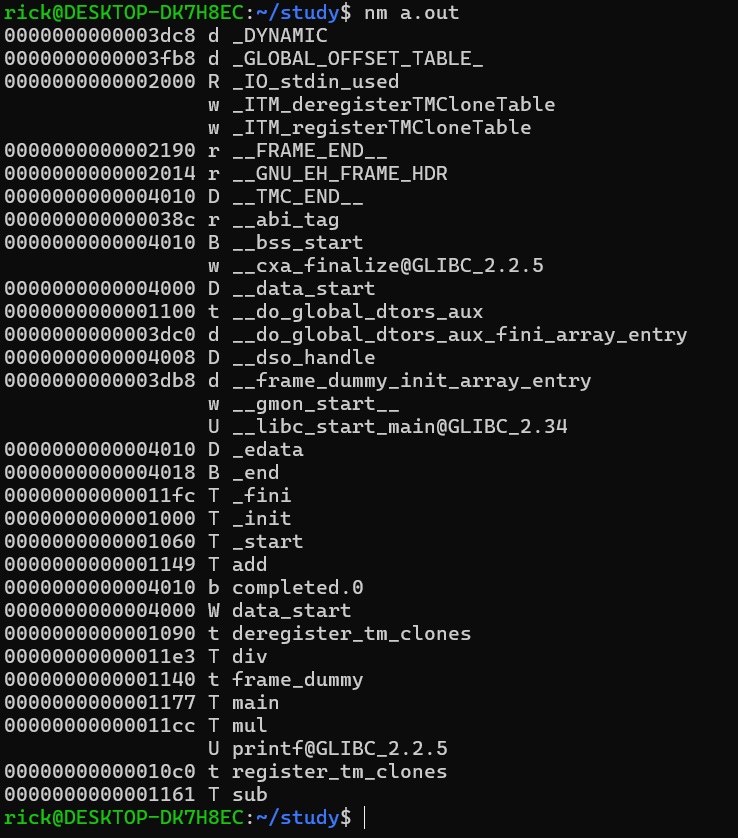 rick@DESKTOP-DK7H8EC:~/study$ nm a.out
0000000000003dc8 d _DYNAMIC
0000000000003fb8 d _GLOBAL_OFFSET_TABLE_
0000000000002000 R _IO_stdin_used
                 w _ITM_deregisterTMCloneTable
                 w _ITM_registerTMCloneTable
0000000000002190 r __FRAME_END__
0000000000002014 r __GNU_EH_FRAME_HDR
0000000000004010 D __TMC_END__
000000000000038c r __abi_tag
0000000000004010 B __bss_start
                 w __cxa_finalize@GLIBC_2.2.5
0000000000004000 D __data_start
0000000000001100 t __do_global_dtors_aux
0000000000003dc0 d __do_global_dtors_aux_fini_array_entry
0000000000004008 D __dso_handle
0000000000003db8 d __frame_dummy_init_array_entry
                 w __gmon_start__
                 U __libc_start_main@GLIBC_2.34
0000000000004010 D _edata
0000000000004018 B _end
00000000000011fc T _fini
0000000000001000 T _init
0000000000001060 T _start
0000000000001149 T add
0000000000004010 b completed.0
0000000000004000 W data_start
0000000000001090 t deregister_tm_clones
00000000000011e3 T div
0000000000001140 t frame_dummy
0000000000001177 T main
00000000000011cc T mul
                 U printf@GLIBC_2.2.5
00000000000010c0 t register_tm_clones
0000000000001161 T sub
rick@DESKTOP-DK7H8EC:~/study$